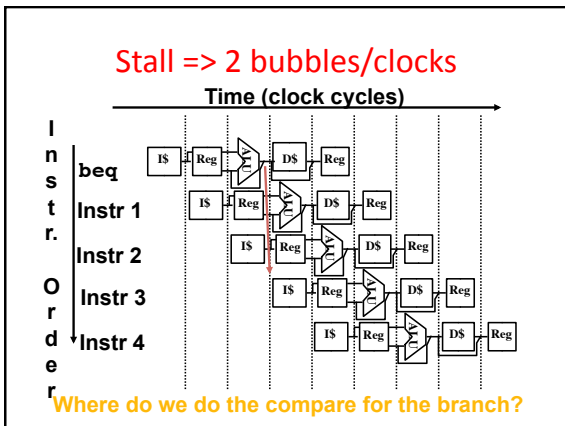 Stall => 2 bubbles/clocks
Time (clock cycles)
Instr. Order
beq I$ Reg ALU D$ Reg
Instr 1 I$ Reg ALU D$ Reg
Instr 2 I$ Reg ALU D$ Reg
Instr 3 I$ Reg ALU D$ Reg
Instr 4 I$ Reg ALU D$ Reg
Where do we do the compare for the branch?